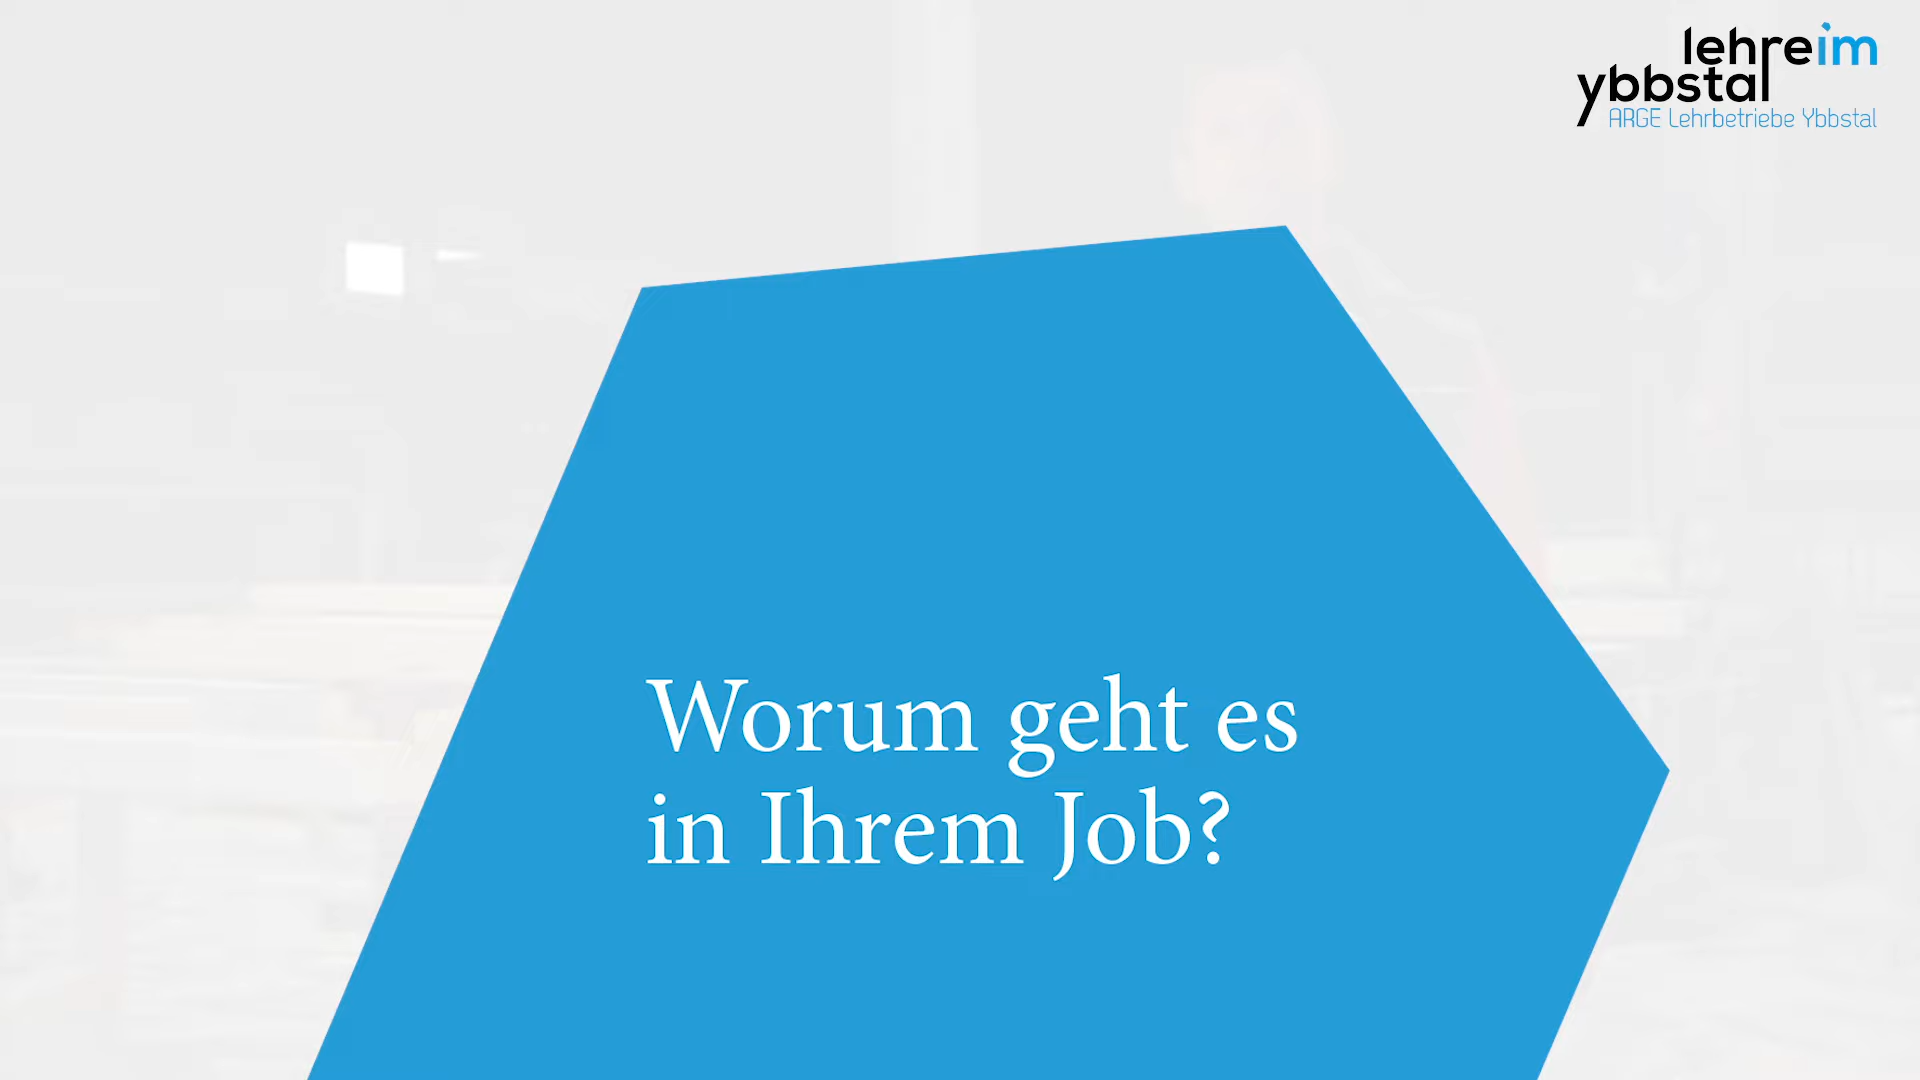 lehreim
ybbstal
ARGE Lehrbetriebe Ybbstal
Worum geht es
in Ihrem Job?